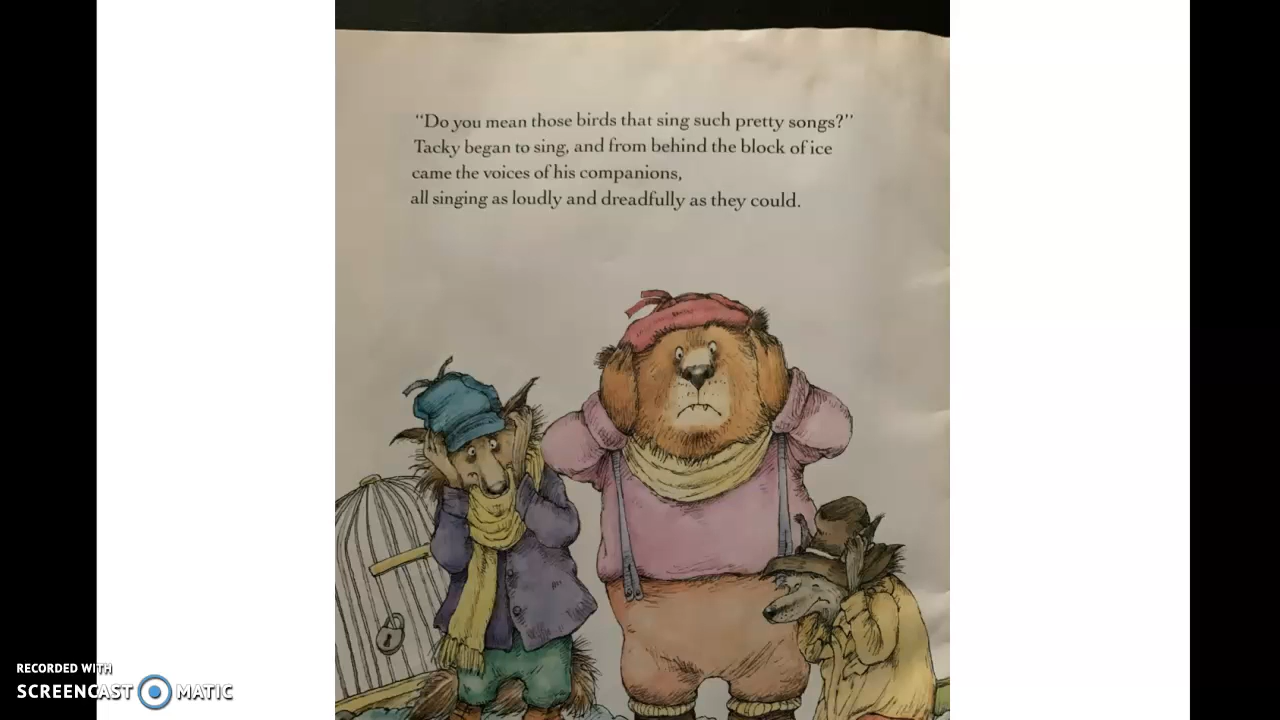 "Do you mean those birds that sing such pretty songs?"
Tacky began to sing, and from behind the block of ice
came the voices of his companions,
all singing as loudly and dreadfully as they could.
RECORDED WITH
SCREENCAST MATIC